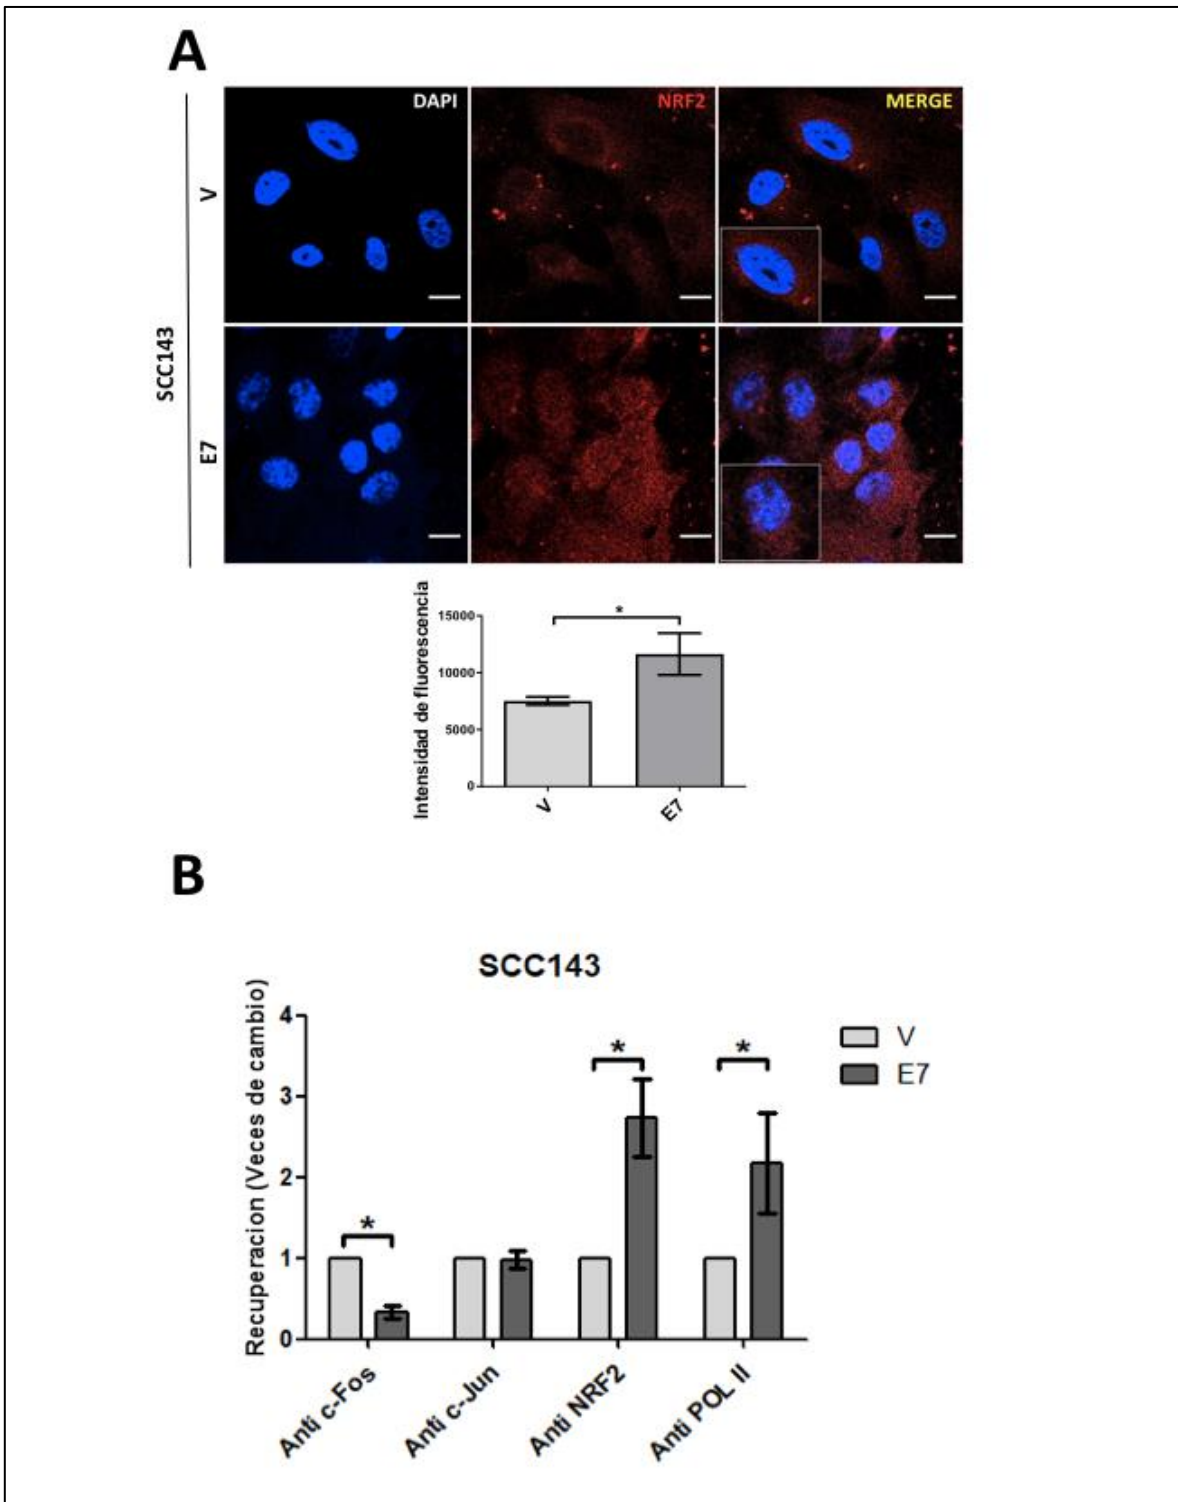 A
DAPI
NRF2
MERGE
V
SCC143
E7
Intensidad de fluorescencia
15000
10000
5000
0
*
V
E7
B
SCC143
Recuperacion (Veces de cambio)
4
3
2
1
0
*
*
*
V
E7
Anti c-Fos
Anti c-Jun
Anti NRF2
Anti POL II